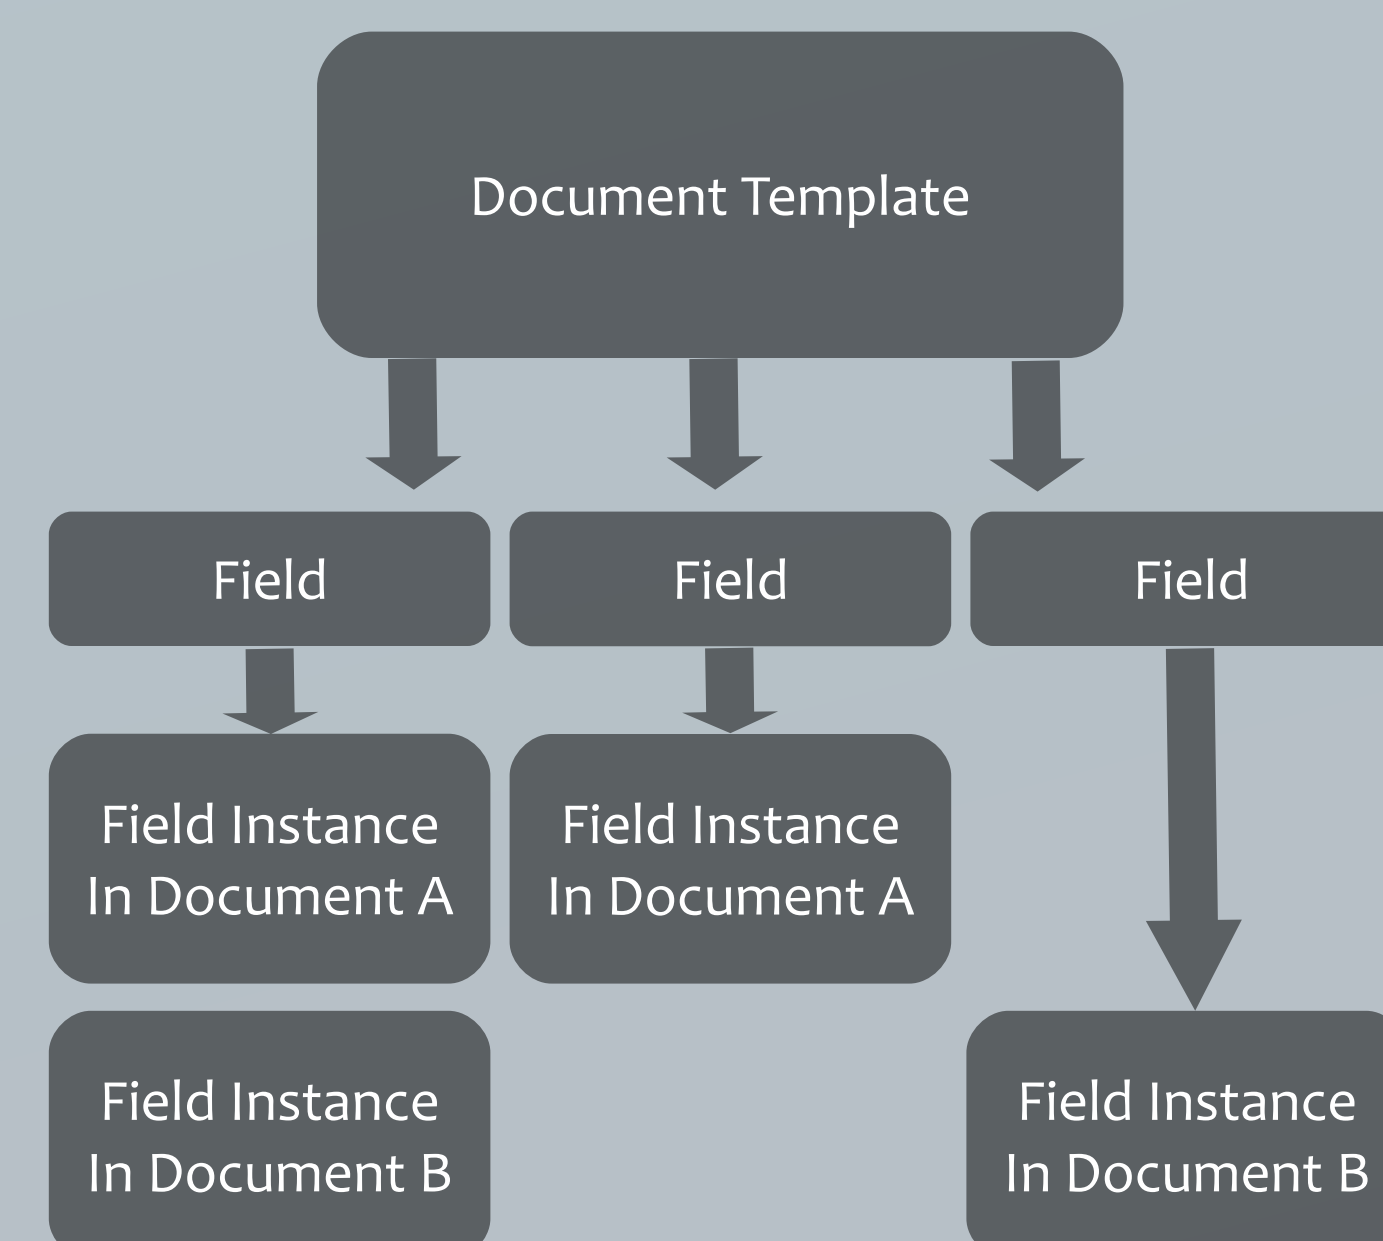 Document Template
Field
Field
Field
Field Instance
In Document A
Field Instance
In Document A
Field Instance
In Document B
Field Instance
In Document B